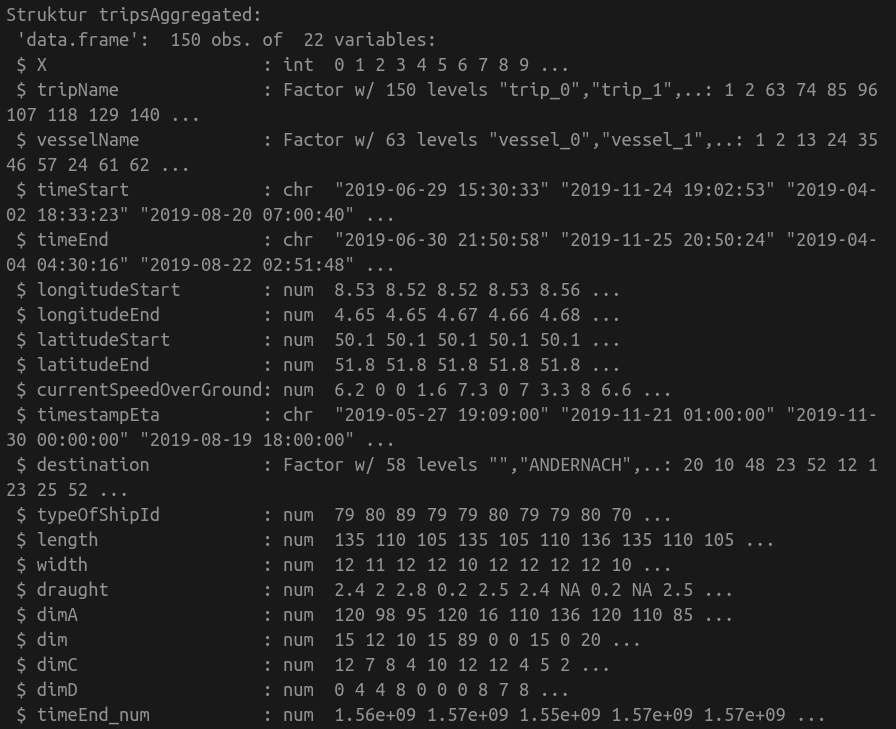 Struktur tripsAggregated:
'data.frame':  150 obs. of  22 variables:
$ X                     : int  0 1 2 3 4 5 6 7 8 9 ...
$ tripName              : Factor w/ 150 levels "trip_0","trip_1",..: 1 2 63 74 85 96
107 118 129 140 ...
$ vesselName            : Factor w/ 63 levels "vessel_0","vessel_1",..: 1 2 13 24 35
46 57 24 61 62 ...
$ timeStart             : chr  "2019-06-29 15:30:33" "2019-11-24 19:02:53" "2019-04-
02 18:33:23" "2019-08-20 07:00:40" ...
$ timeEnd               : chr  "2019-06-30 21:50:58" "2019-11-25 20:50:24" "2019-04-
04 04:30:16" "2019-08-22 02:51:48" ...
$ longitudeStart        : num  8.53 8.52 8.52 8.53 8.56 ...
$ longitudeEnd          : num  4.65 4.65 4.67 4.66 4.68 ...
$ latitudeStart         : num  50.1 50.1 50.1 50.1 50.1 ...
$ latitudeEnd           : num  51.8 51.8 51.8 51.8 51.8 ...
$ currentSpeedOverGround: num  6.2 0 0 1.6 7.3 0 7 3.3 8 6.6 ...
$ timestampEta          : chr  "2019-05-27 19:09:00" "2019-11-21 01:00:00" "2019-11-
30 00:00:00" "2019-08-19 18:00:00" ...
$ destination           : Factor w/ 58 levels "","ANDERNACH",..: 20 10 48 23 52 12 1
23 25 52 ...
$ typeOfShipId          : num  79 80 89 79 79 80 79 79 80 70 ...
$ length                : num  135 110 105 135 105 110 136 135 110 105 ...
$ width                 : num  12 11 12 12 10 12 12 12 12 10 ...
$ draught               : num  2.4 2 2.8 0.2 2.5 2.4 NA 0.2 NA 2.5 ...
$ dimA                  : num  120 98 95 120 16 110 136 120 110 85 ...
$ dim                   : num  15 12 10 15 89 0 0 15 0 20 ...
$ dimC                  : num  12 7 8 4 10 12 12 4 5 2 ...
$ dimD                  : num  0 4 4 8 0 0 0 8 7 8 ...
$ timeEnd_num           : num  1.56e+09 1.57e+09 1.55e+09 1.57e+09 1.57e+09 ...